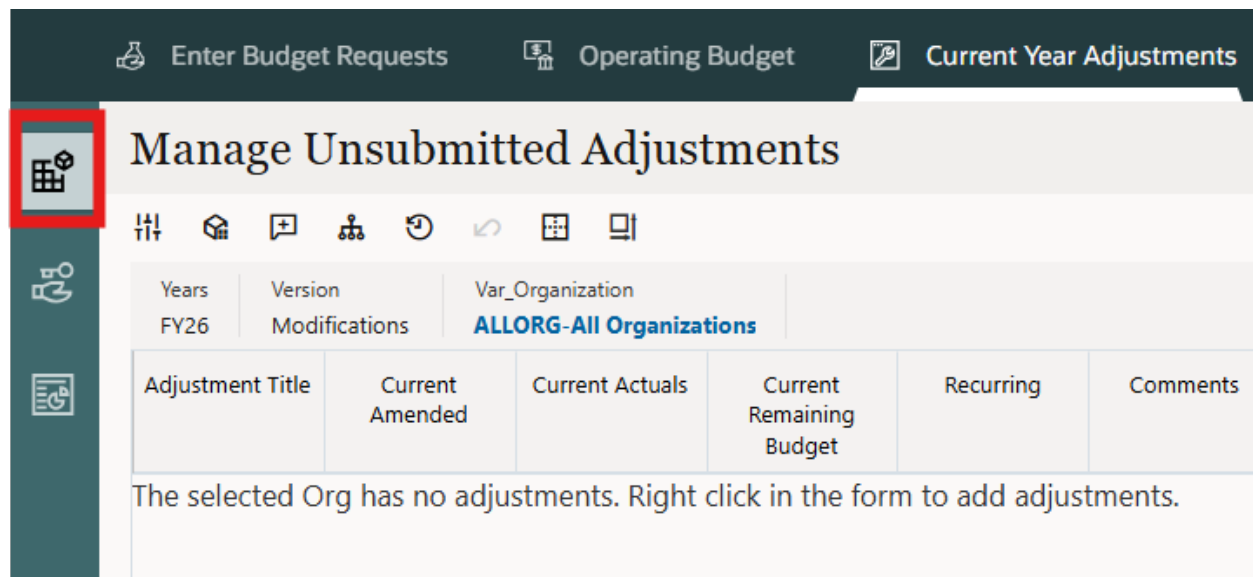 Enter Budget Requests Operating Budget Current Year Adjustments
Manage Unsubmitted Adjustments
Years Version Var_Organization
FY26 Modifications ALLORG-All Organizations
Adjustment Title Current Current Actuals Current Recurring Comments
Amended Remaining
Budget
The selected Org has no adjustments. Right click in the form to add adjustments.